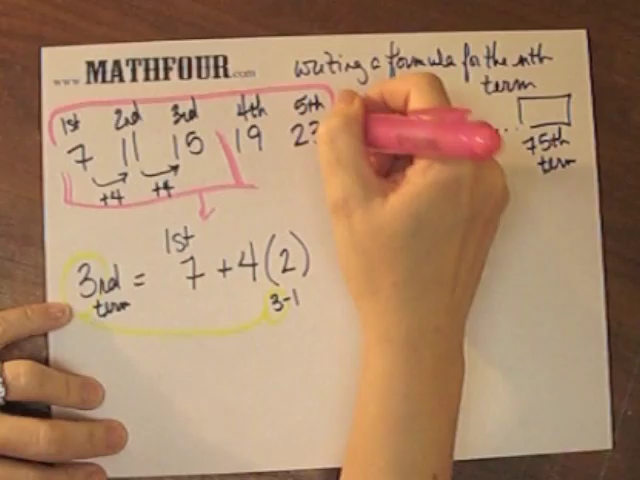 www.MATHFOUR.com
writing a formula for the nth term
1st 2nd 3rd 4th 5th
7 11 15 19 23
+4 +4
... 75th term
1st
3rd term = 7 + 4 (2)
3-1